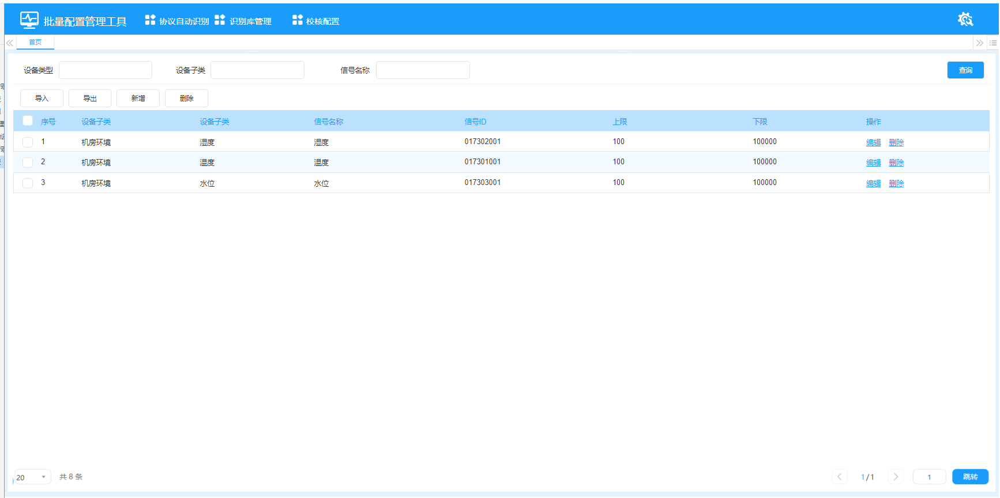 批量配置管理工具 协议自动识别 识别库管理 校核配置
首页
设备类型 设备子类 信号名称 查询
导入 导出 新增 删除
序号 设备子类 设备子类 信号名称 信号ID 上限 下限 操作
1 机房环境 湿度 湿度 017302001 100 100000 编辑 删除
2 机房环境 温度 温度 017301001 100 100000 编辑 删除
3 机房环境 水位 水位 017303001 100 100000 编辑 删除
20 共 8 条 1/1 1 跳转